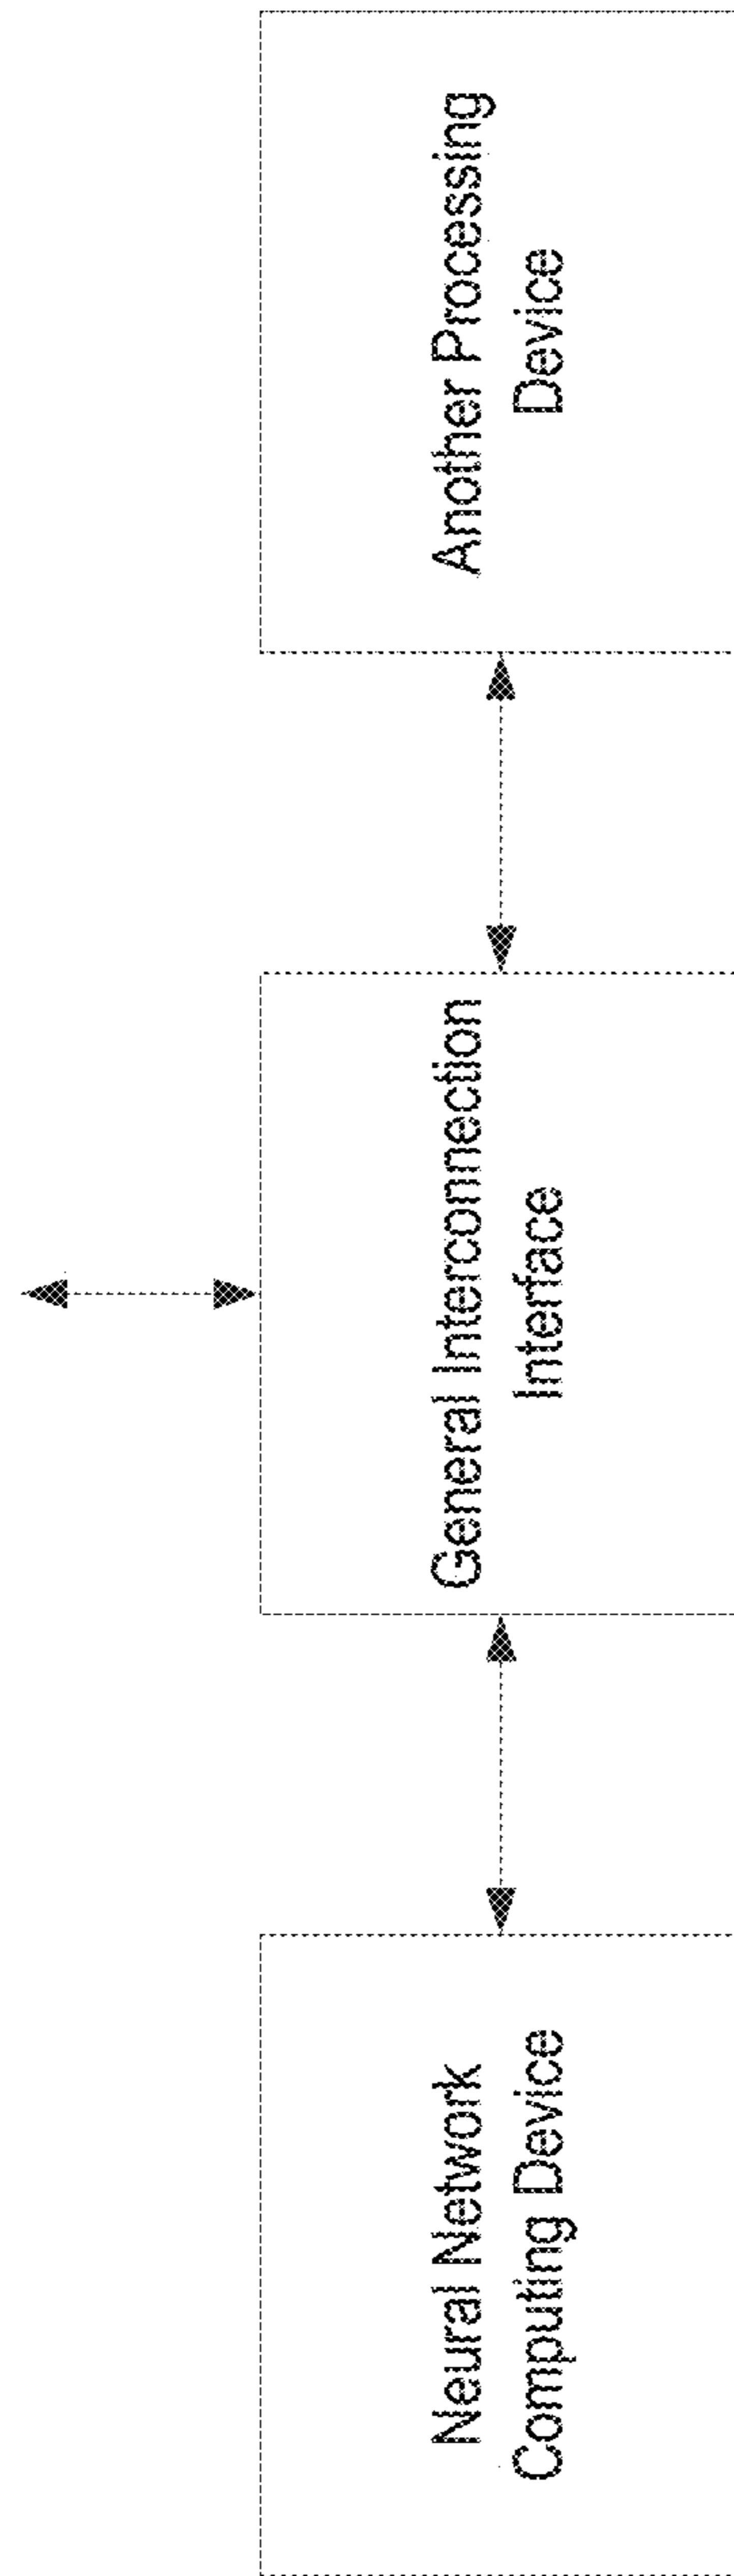 Neural Network
Computing Device
General Interconnection
Interface
Another Processing
Device